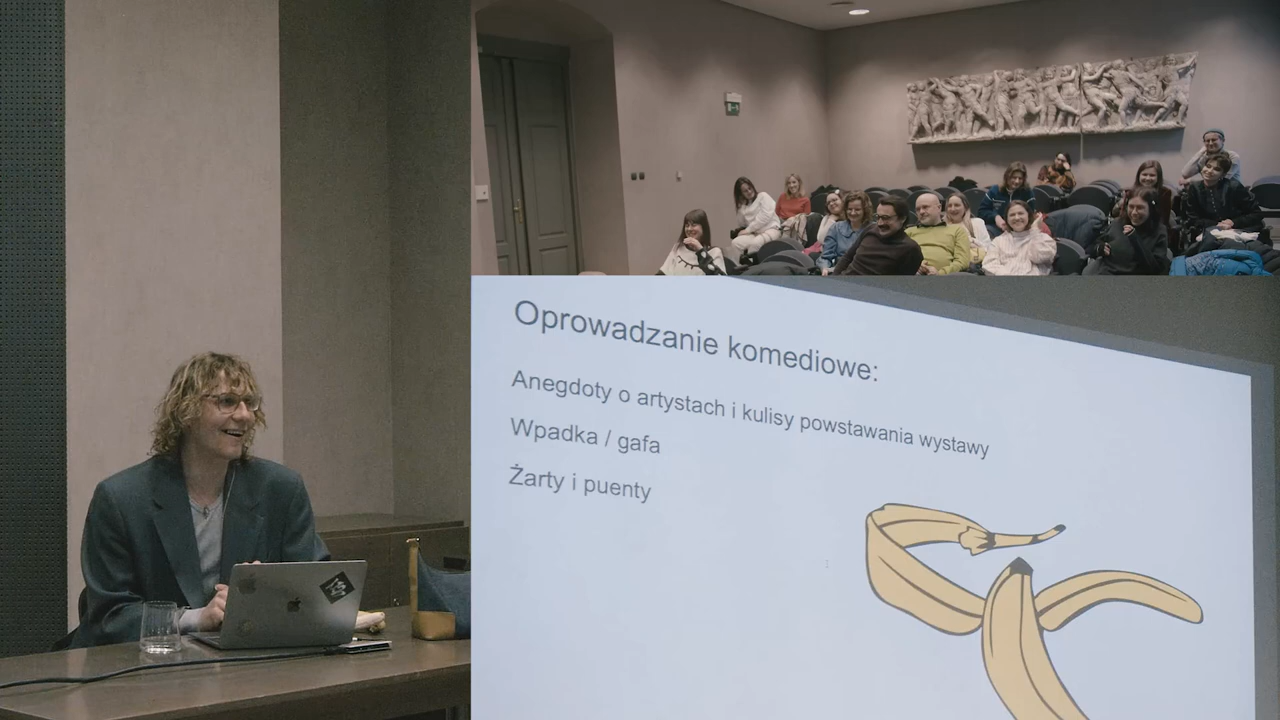 Oprowadzanie komediowe:
Anegdoty o artystach i kulisy powstawania wystawy
Wpadka / gafa
Żarty i puenty